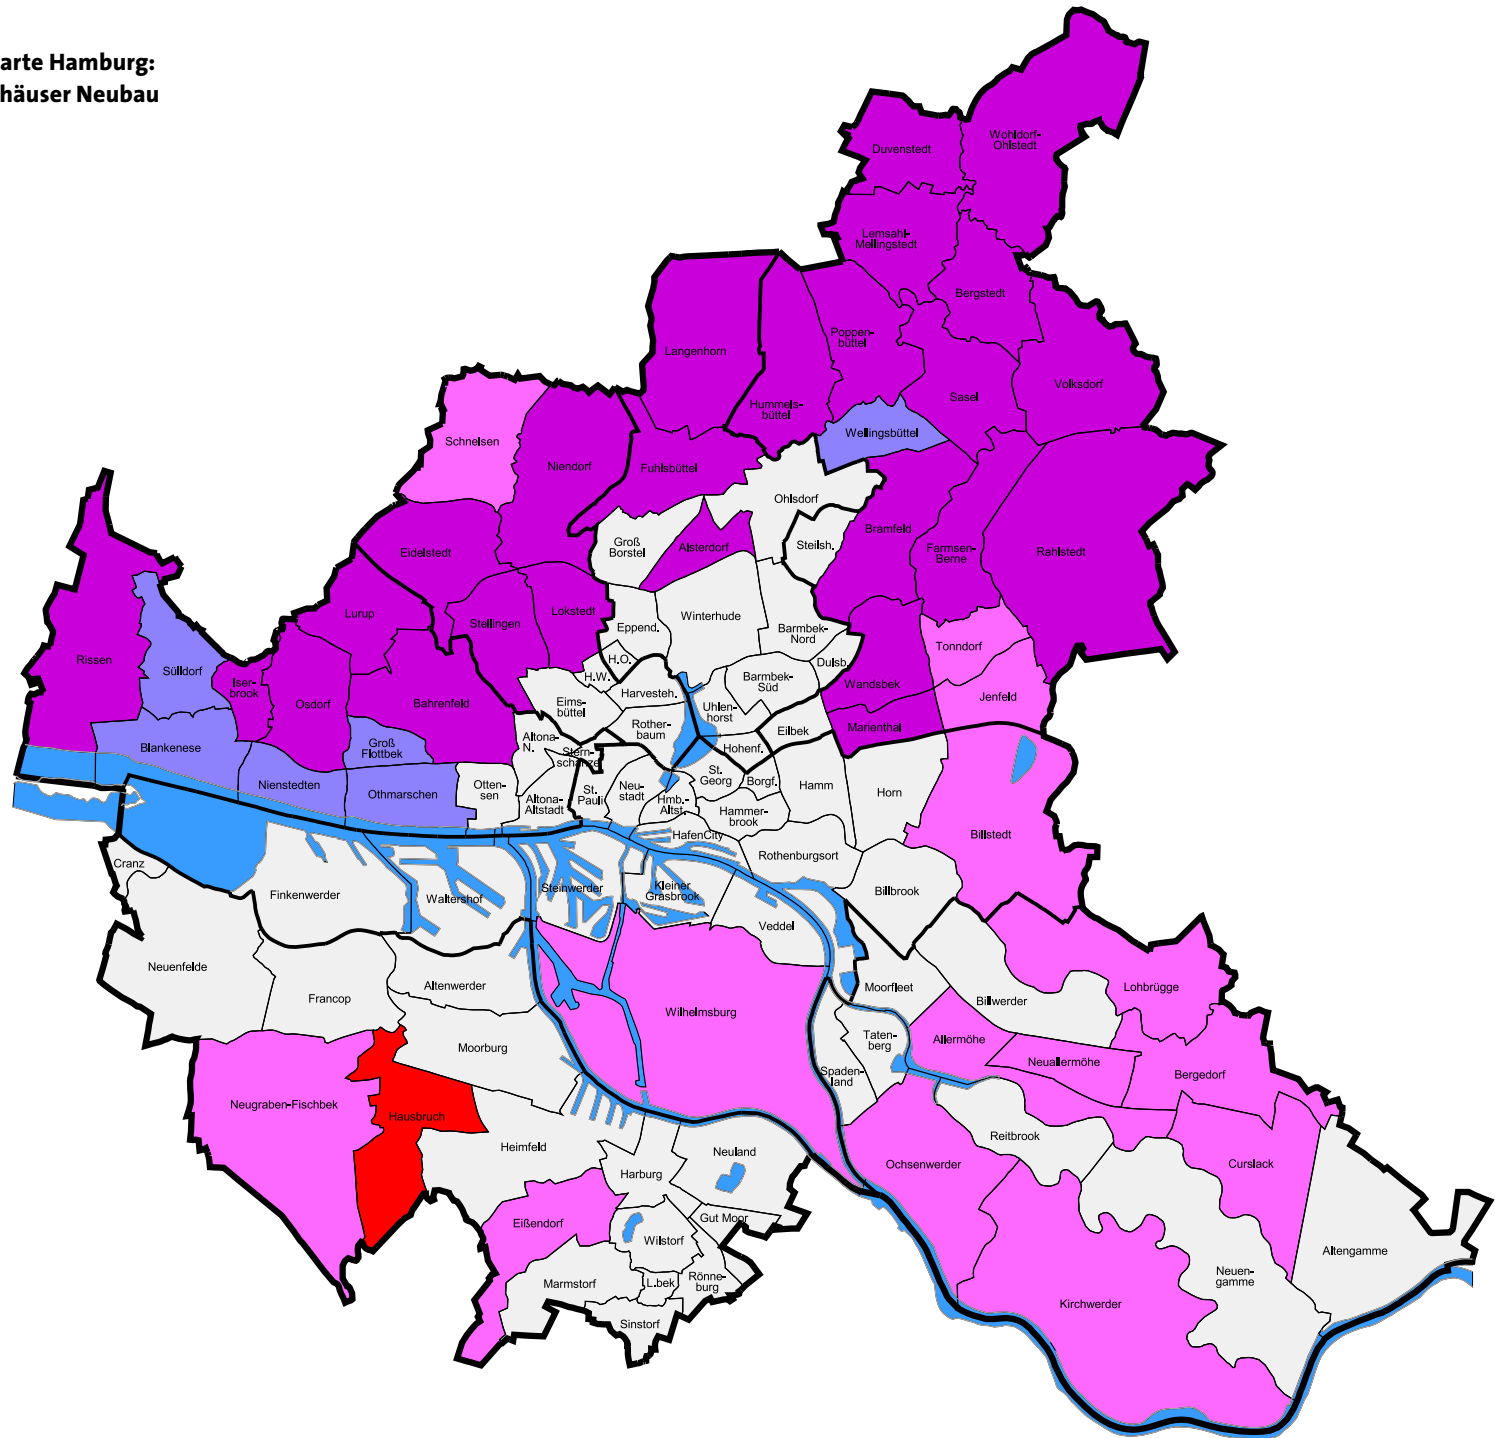 arte Hamburg:
häuser Neubau
Duvenstedt
Wohldorf-
Ohlstedt
Lemsahl-
Mellingstedt
Bergstedt
Poppen-
büttel
Langenhorn
Hummels-
büttel
Sasel
Volksdorf
Wellingsbüttel
Schnelsen
Niendorf
Fuhlsbüttel
Ohlsdorf
Groß
Borstel
Alsterdorf
Steilsh.
Bramfeld
Farmsen-
Berne
Rahlstedt
Eidelstedt
Lurup
Stellingen
Lokstedt
Eppend.
Winterhude
Barmbek-
Nord
Tonndorf
Rissen
Sülldorf
Iser-
brook
Osdorf
Bahrenfeld
H.O.
H.W.
Harvesteh.
Eims-
büttel
Rother-
baum
Uhlen-
horst
Barmbek-
Süd
Dulsb.
Wandsbek
Jenfeld
Marienthal
Blankenese
Groß
Flottbek
Altona-
N.
Stern-
schanze
Hohenf.
Eilbek
Nienstedten
Othmarschen
Otten-
sen
Altona-
Altstadt
St.
Pauli
Neu-
stadt
Hmb.-
Altst.
St.
Georg
Borgf.
Hammer-
brook
Hamm
Horn
Billstedt
HafenCity
Rothenburgsort
Billbrook
Cranz
Finkenwerder
Waltershof
Steinwerder
Kleiner
Grasbrook
Veddel
Neuenfelde
Francop
Altenwerder
Wilhelmsburg
Moorfleet
Billwerder
Lohbrügge
Moorburg
Taten-
berg
Allermöhe
Neuallermöhe
Bergedorf
Spaden-
land
Neugraben-Fischbek
Hausbruch
Heimfeld
Harburg
Neuland
Reitbrook
Ochsenwerder
Curslack
Eißendorf
Gut Moor
Wilstorf
Altengamme
Marmstorf
L.bek
Rönne-
burg
Neuen-
gamme
Kirchwerder
Sinstorf